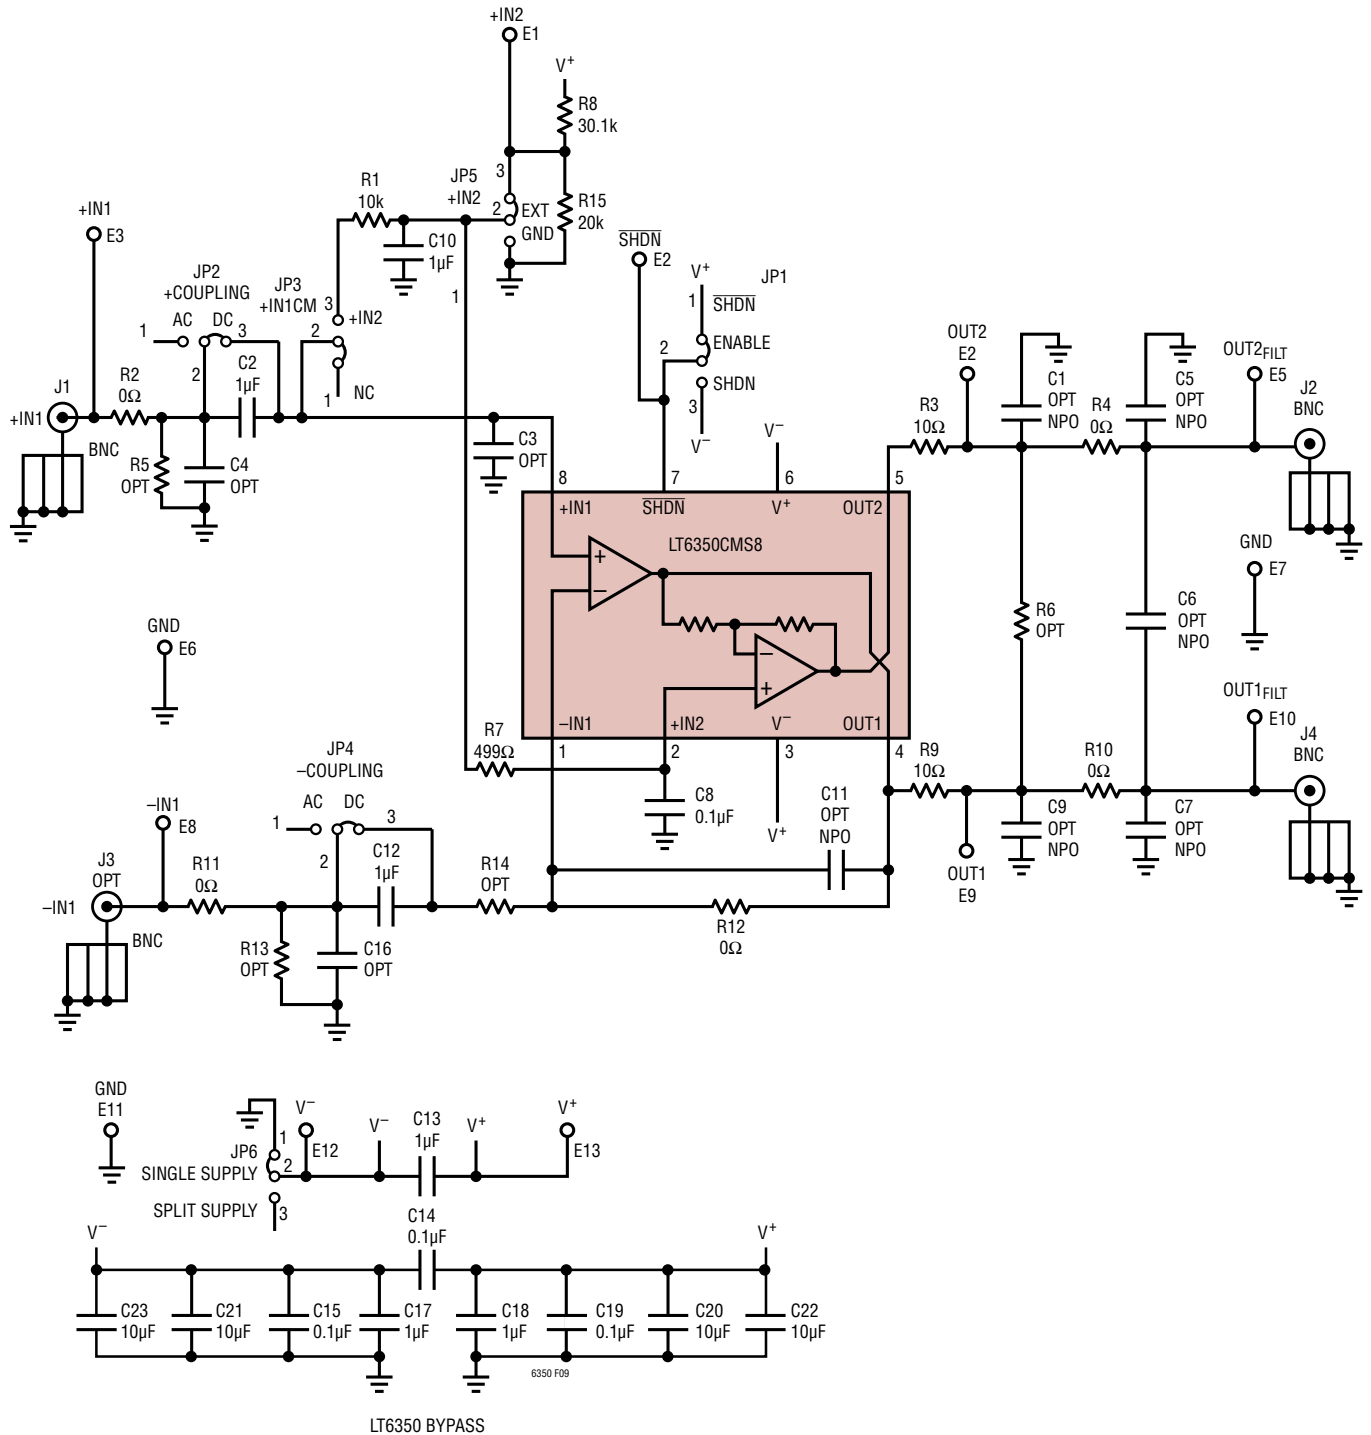 +IN2
E1
V+
R8
30.1k
3
JP5
+IN2
2
EXT
GND
R15
20k
R1
10k
C10
1µF
1
+IN1
E3
JP2
+COUPLING
1
AC
DC
3
2
JP3
+IN1CM
3
+IN2
2
1
NC
C2
1µF
R2
0Ω
J1
+IN1
BNC
R5
OPT
C4
OPT
C3
OPT
SHDN
E2
V+
JP1
1
SHDN
2
ENABLE
SHDN
3
V−
V−
8
7
6
5
+IN1
SHDN
V+
OUT2
LT6350CMS8
+
−
−
+
−IN1
+IN2
V−
OUT1
1
2
3
4
V+
OUT2
E2
R3
10Ω
C1
OPT
NPO
R4
0Ω
C5
OPT
NPO
OUT2FILT
E5
J2
BNC
GND
E7
R6
OPT
C6
OPT
NPO
OUT1FILT
E10
J4
BNC
R9
10Ω
R10
0Ω
C9
OPT
NPO
C7
OPT
NPO
OUT1
E9
GND
E6
R7
499Ω
C8
0.1µF
C11
OPT
NPO
JP4
−COUPLING
1
AC
DC
3
2
−IN1
E8
J3
OPT
−IN1
BNC
R11
0Ω
C12
1µF
R14
OPT
R12
0Ω
R13
OPT
C16
OPT
GND
E11
JP6
1
2
SINGLE SUPPLY
SPLIT SUPPLY
3
V−
E12
V−
C13
1µF
V+
V+
E13
V−
C14
0.1µF
V+
C23
10µF
C21
10µF
C15
0.1µF
C17
1µF
C18
1µF
C19
0.1µF
C20
10µF
C22
10µF
6350 F09
LT6350 BYPASS